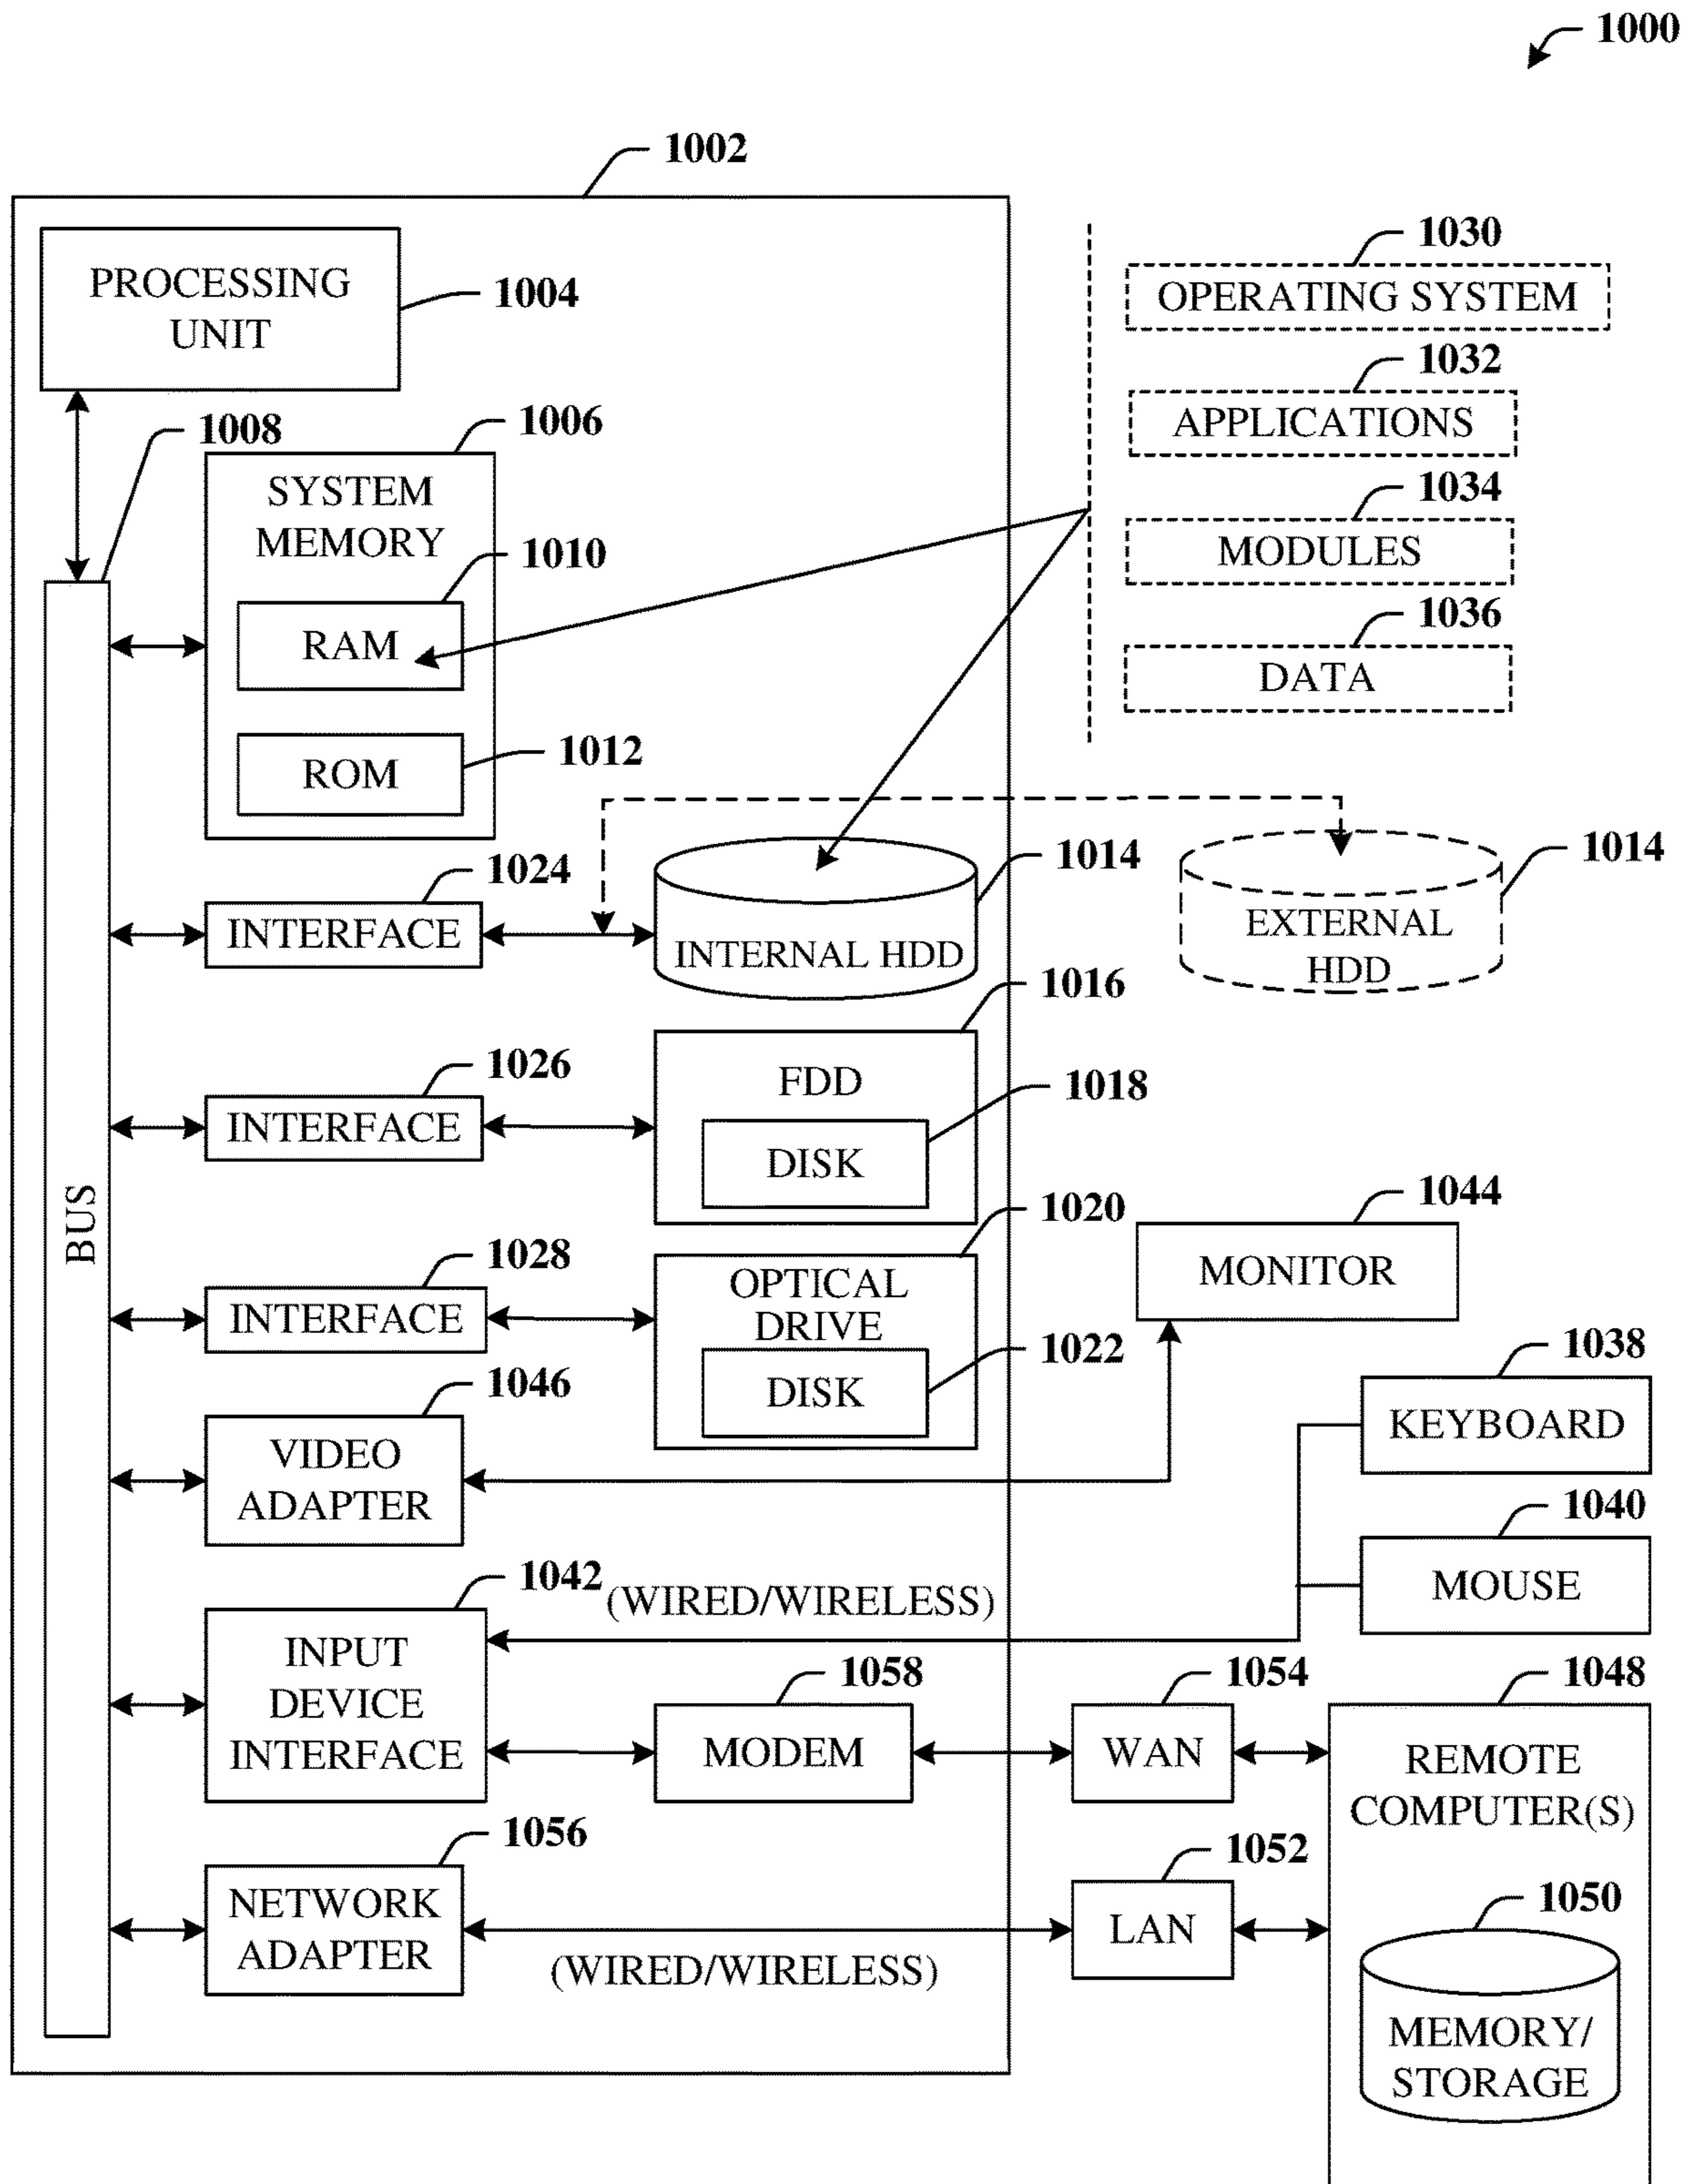 1000
1002
PROCESSING
UNIT
1004
1030
OPERATING SYSTEM
1032
APPLICATIONS
1034
MODULES
1036
DATA
1008
1006
SYSTEM
MEMORY
1010
RAM
1012
ROM
BUS
1024
INTERFACE
1014
INTERNAL HDD
1014
EXTERNAL
HDD
1026
INTERFACE
1016
FDD
1018
DISK
1028
INTERFACE
1020
OPTICAL
DRIVE
1022
DISK
1044
MONITOR
1046
VIDEO
ADAPTER
1038
KEYBOARD
1040
MOUSE
1042
(WIRED/WIRELESS)
INPUT
DEVICE
INTERFACE
1058
MODEM
1054
WAN
1048
REMOTE
COMPUTER(S)
1056
NETWORK
ADAPTER
(WIRED/WIRELESS)
1052
LAN
1050
MEMORY/
STORAGE